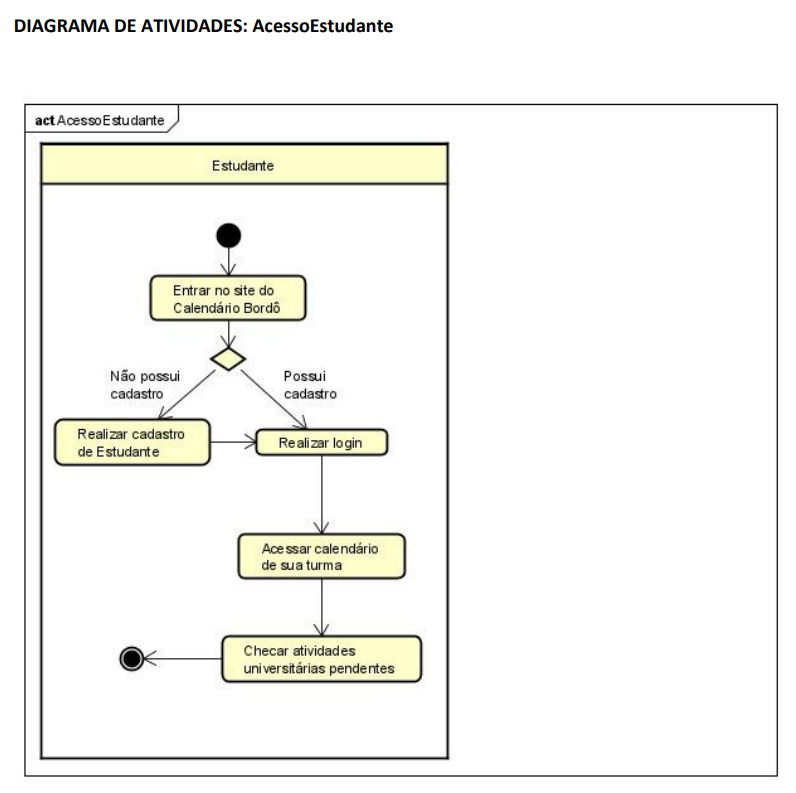 DIAGRAMA DE ATIVIDADES: AcessoEstudante
act AcessoEstudante
Estudante
Entrar no site do
Calendário Bordô
Não possui
cadastro
Possui
cadastro
Realizar cadastro
de Estudante
Realizar login
Acessar calendário
de sua turma
Checar atividades
universitárias pendentes